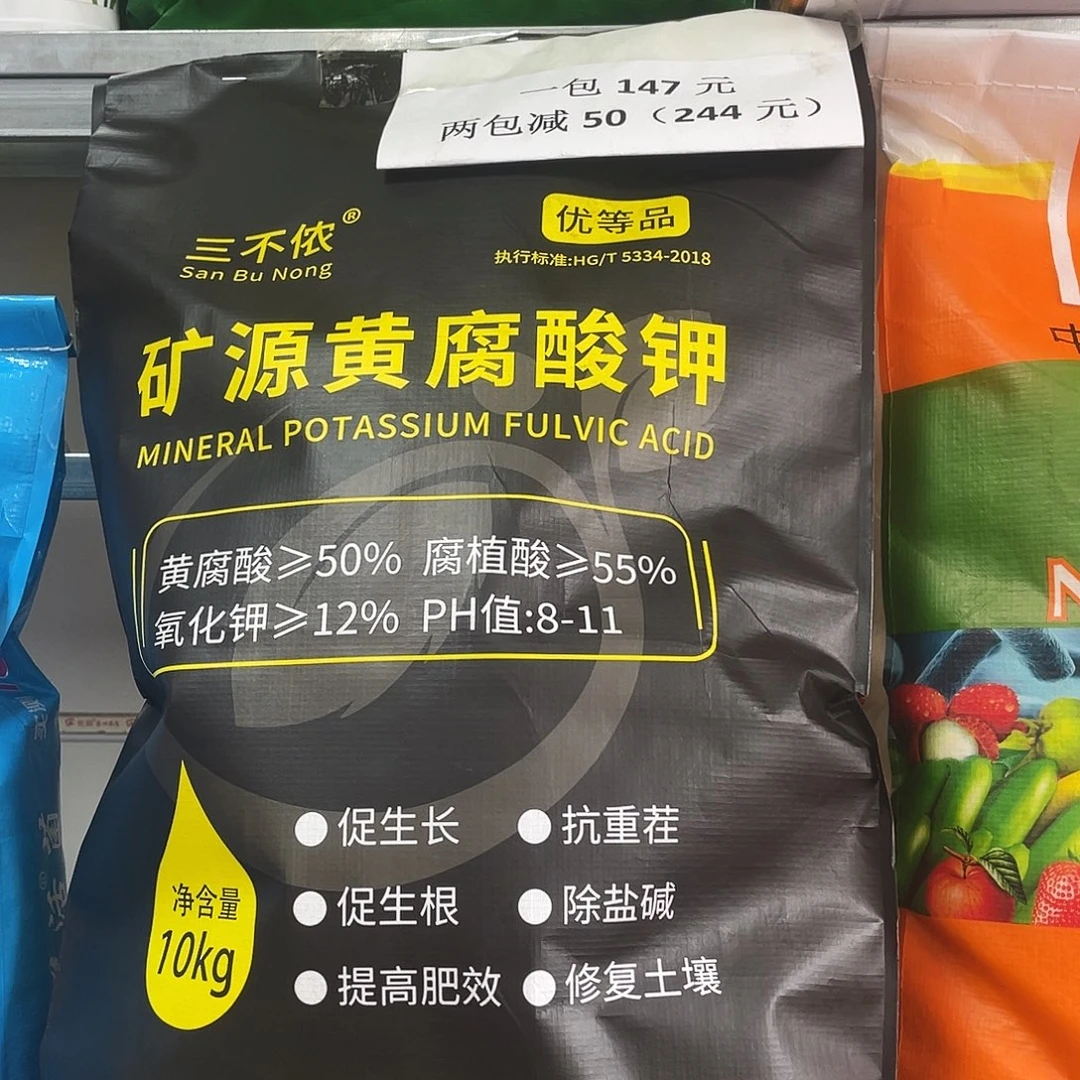 一包 147 元
两包减 50（244 元）
三不侬®
San Bu Nong
优等品
执行标准:HG/T 5334-2018
矿源黄腐酸钾
MINERAL POTASSIUM FULVIC ACID
黄腐酸≥50% 腐植酸≥55%
氧化钾≥12% PH值:8-11
促生长
抗重茬
促生根
除盐碱
提高肥效
修复土壤
净含量
10kg
中
N